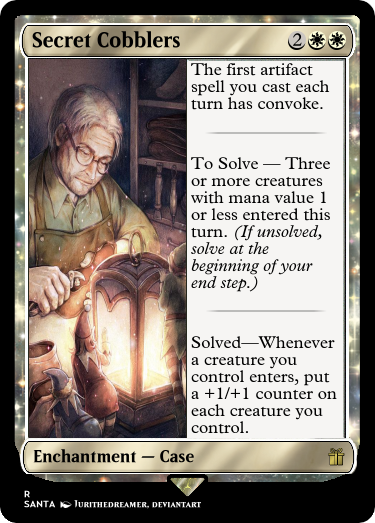 Secret Cobblers
2
The first artifact
spell you cast each
turn has convoke.
To Solve — Three
or more creatures
with mana value 1
or less entered this
turn. (If unsolved,
solve at the
beginning of your
end step.)
Solved—Whenever
a creature you
control enters, put
a +1/+1 counter on
each creature you
control.
Enchantment — Case
R
SANTA JURITHEDREAMER, DEVIANTART